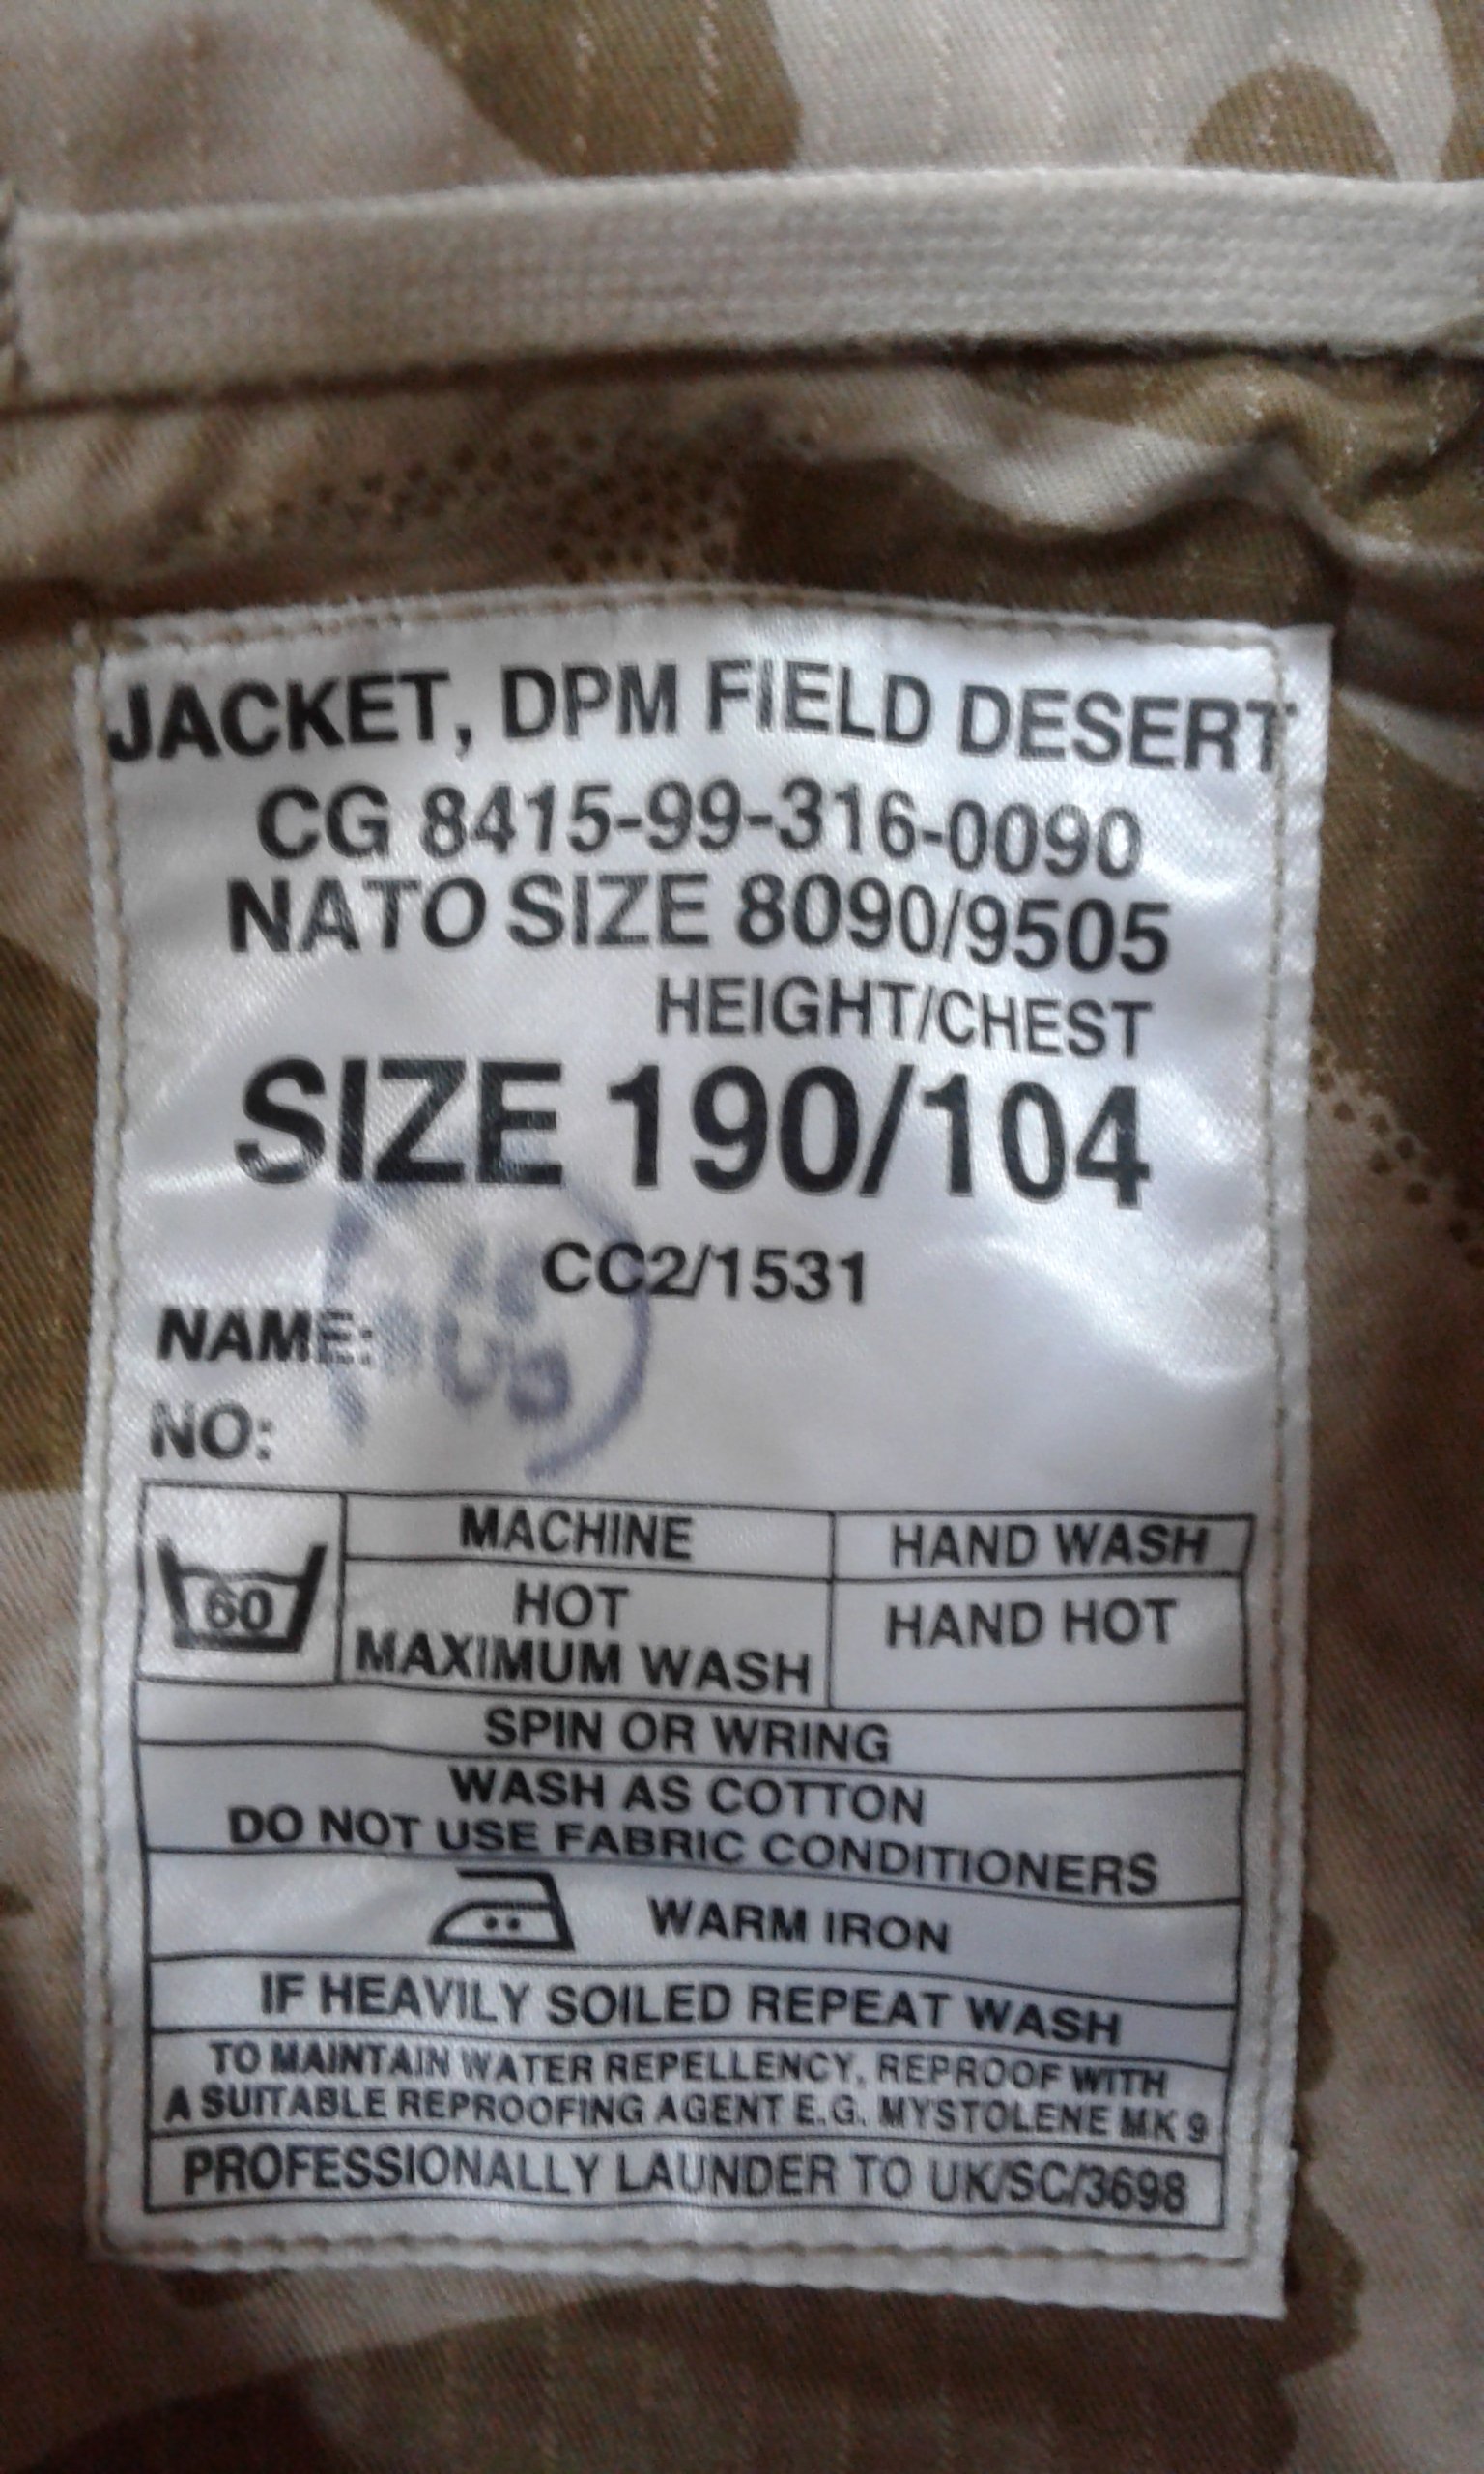 JACKET, DPM FIELD DESERT
CG 8415-99-316-0090
NATO SIZE 8090/9505
HEIGHT/CHEST
SIZE 190/104
CC2/1531
NAME:
NO:
60
MACHINE
HAND WASH
HOT
MAXIMUM WASH
HAND HOT
SPIN OR WRING
WASH AS COTTON
DO NOT USE FABRIC CONDITIONERS
WARM IRON
IF HEAVILY SOILED REPEAT WASH
TO MAINTAIN WATER REPELLENCY, REPROOF WITH
A SUITABLE REPROOFING AGENT E.G. MYSTOLENE MK 9
PROFESSIONALLY LAUNDER TO UK/SC/3698